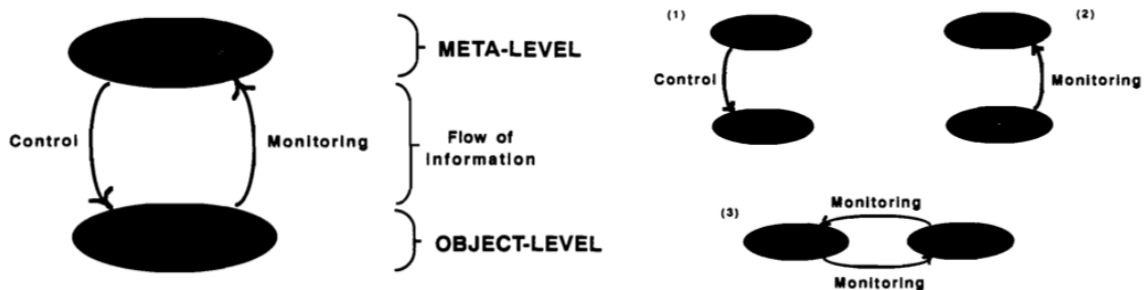 META-LEVEL
Control
Monitoring
Flow of
Information
OBJECT-LEVEL
(1)
Control
(2)
Monitoring
(3)
Monitoring
Monitoring